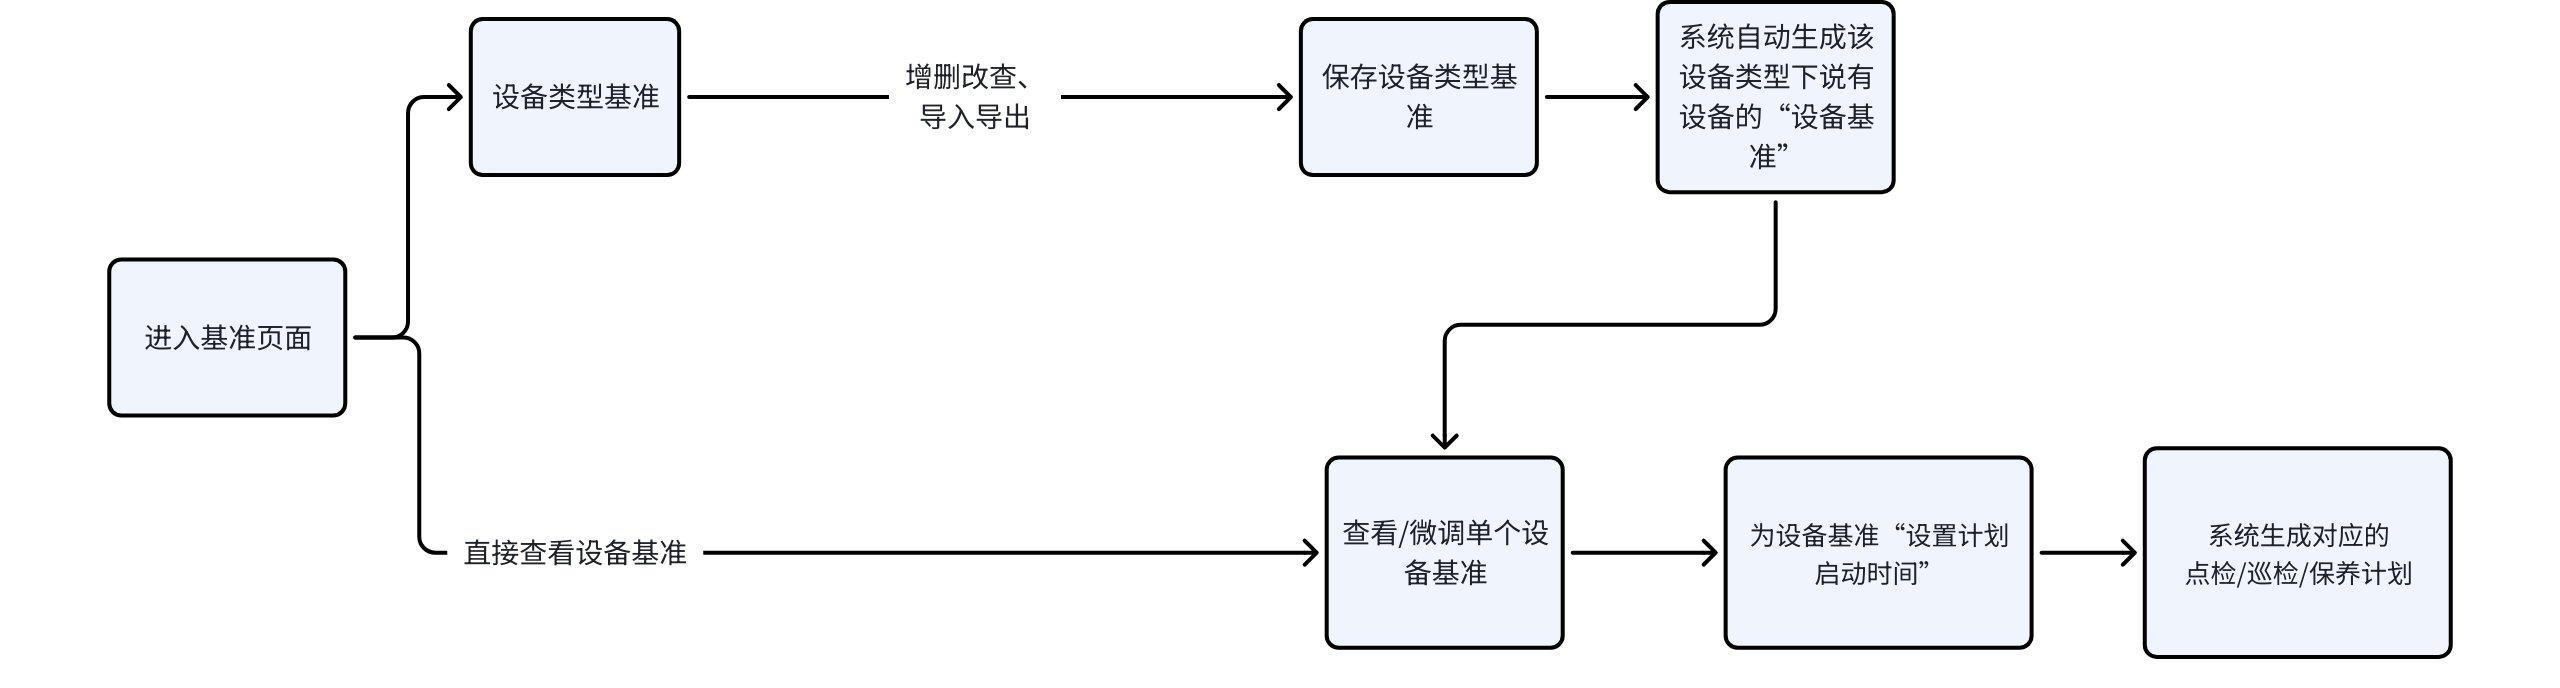 设备类型基准
增删改查、
导入导出
保存设备类型基
准
系统自动生成该
设备类型下说有
设备的“设备基
准”
进入基准页面
直接查看设备基准
查看/微调单个设
备基准
为设备基准“设置计划
启动时间”
系统生成对应的
点检/巡检/保养计划